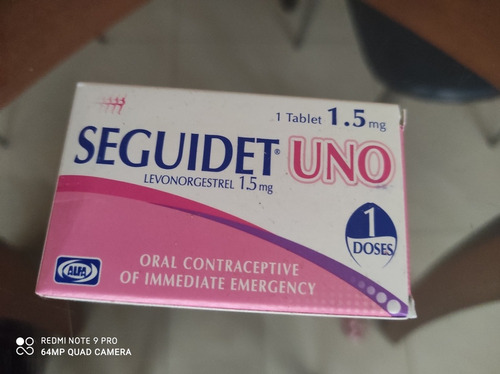 1 Tablet 1.5 mg
SEGUIDET® UNO
LEVONORGESTREL 1.5 mg
1
DOSES
ORAL CONTRACEPTIVE
OF IMMEDIATE EMERGENCY
ALFA
REDMI NOTE 9 PRO
64MP QUAD CAMERA